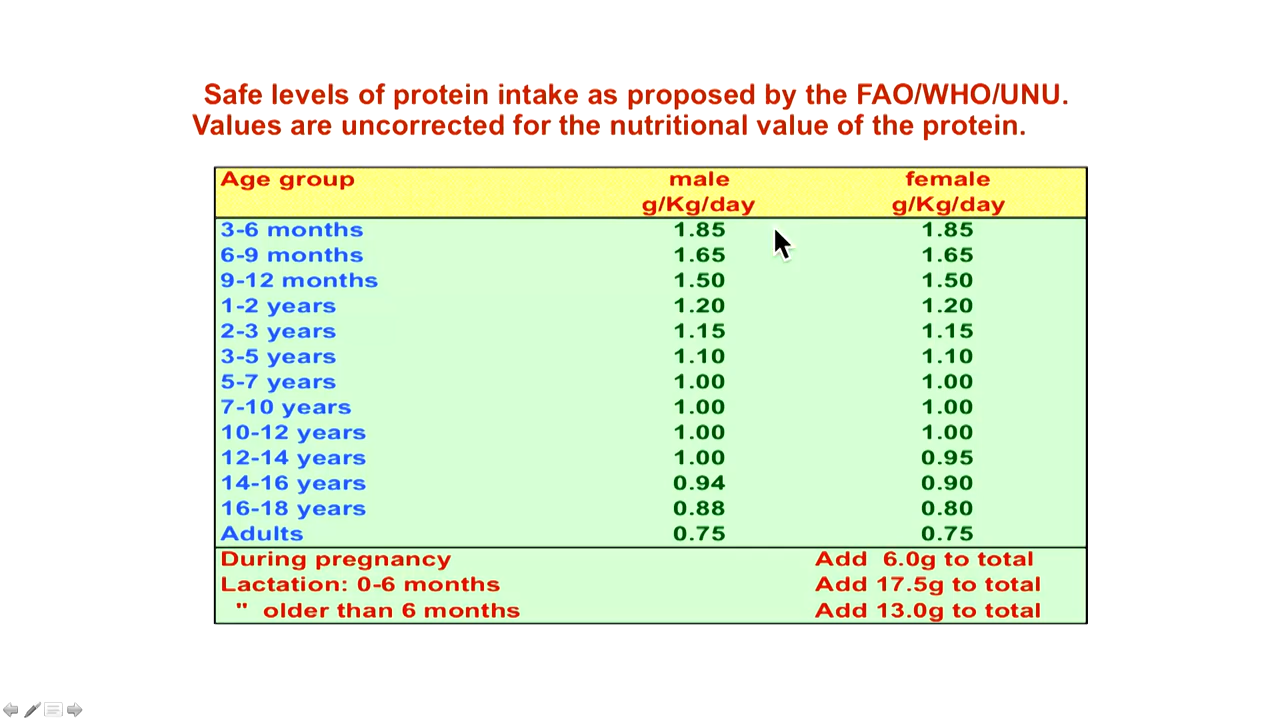 Safe levels of protein intake as proposed by the FAO/WHO/UNU.
Values are uncorrected for the nutritional value of the protein.
Age group male female
g/Kg/day g/Kg/day
3-6 months 1.85 1.85
6-9 months 1.65 1.65
9-12 months 1.50 1.50
1-2 years 1.20 1.20
2-3 years 1.15 1.15
3-5 years 1.10 1.10
5-7 years 1.00 1.00
7-10 years 1.00 1.00
10-12 years 1.00 1.00
12-14 years 1.00 0.95
14-16 years 0.94 0.90
16-18 years 0.88 0.80
Adults 0.75 0.75
During pregnancy Add 6.0g to total
Lactation: 0-6 months Add 17.5g to total
" older than 6 months Add 13.0g to total